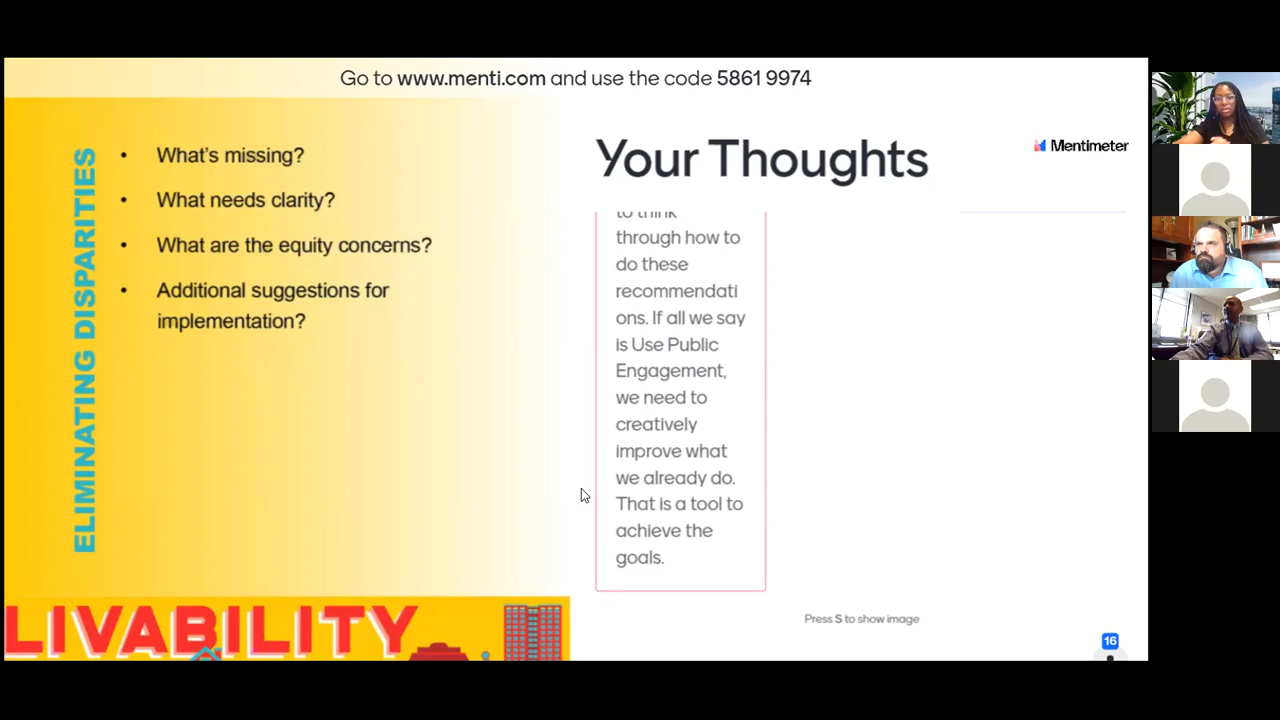 Go to www.menti.com and use the code 5861 9974
ELIMINATING DISPARITIES
• What's missing?
• What needs clarity?
• What are the equity concerns?
• Additional suggestions for
implementation?
LIVABILITY
Your Thoughts
Mentimeter
to think
through how to
do these
recommendati
ons. If all we say
is Use Public
Engagement,
we need to
creatively
improve what
we already do.
That is a tool to
achieve the
goals.
Press S to show image
16